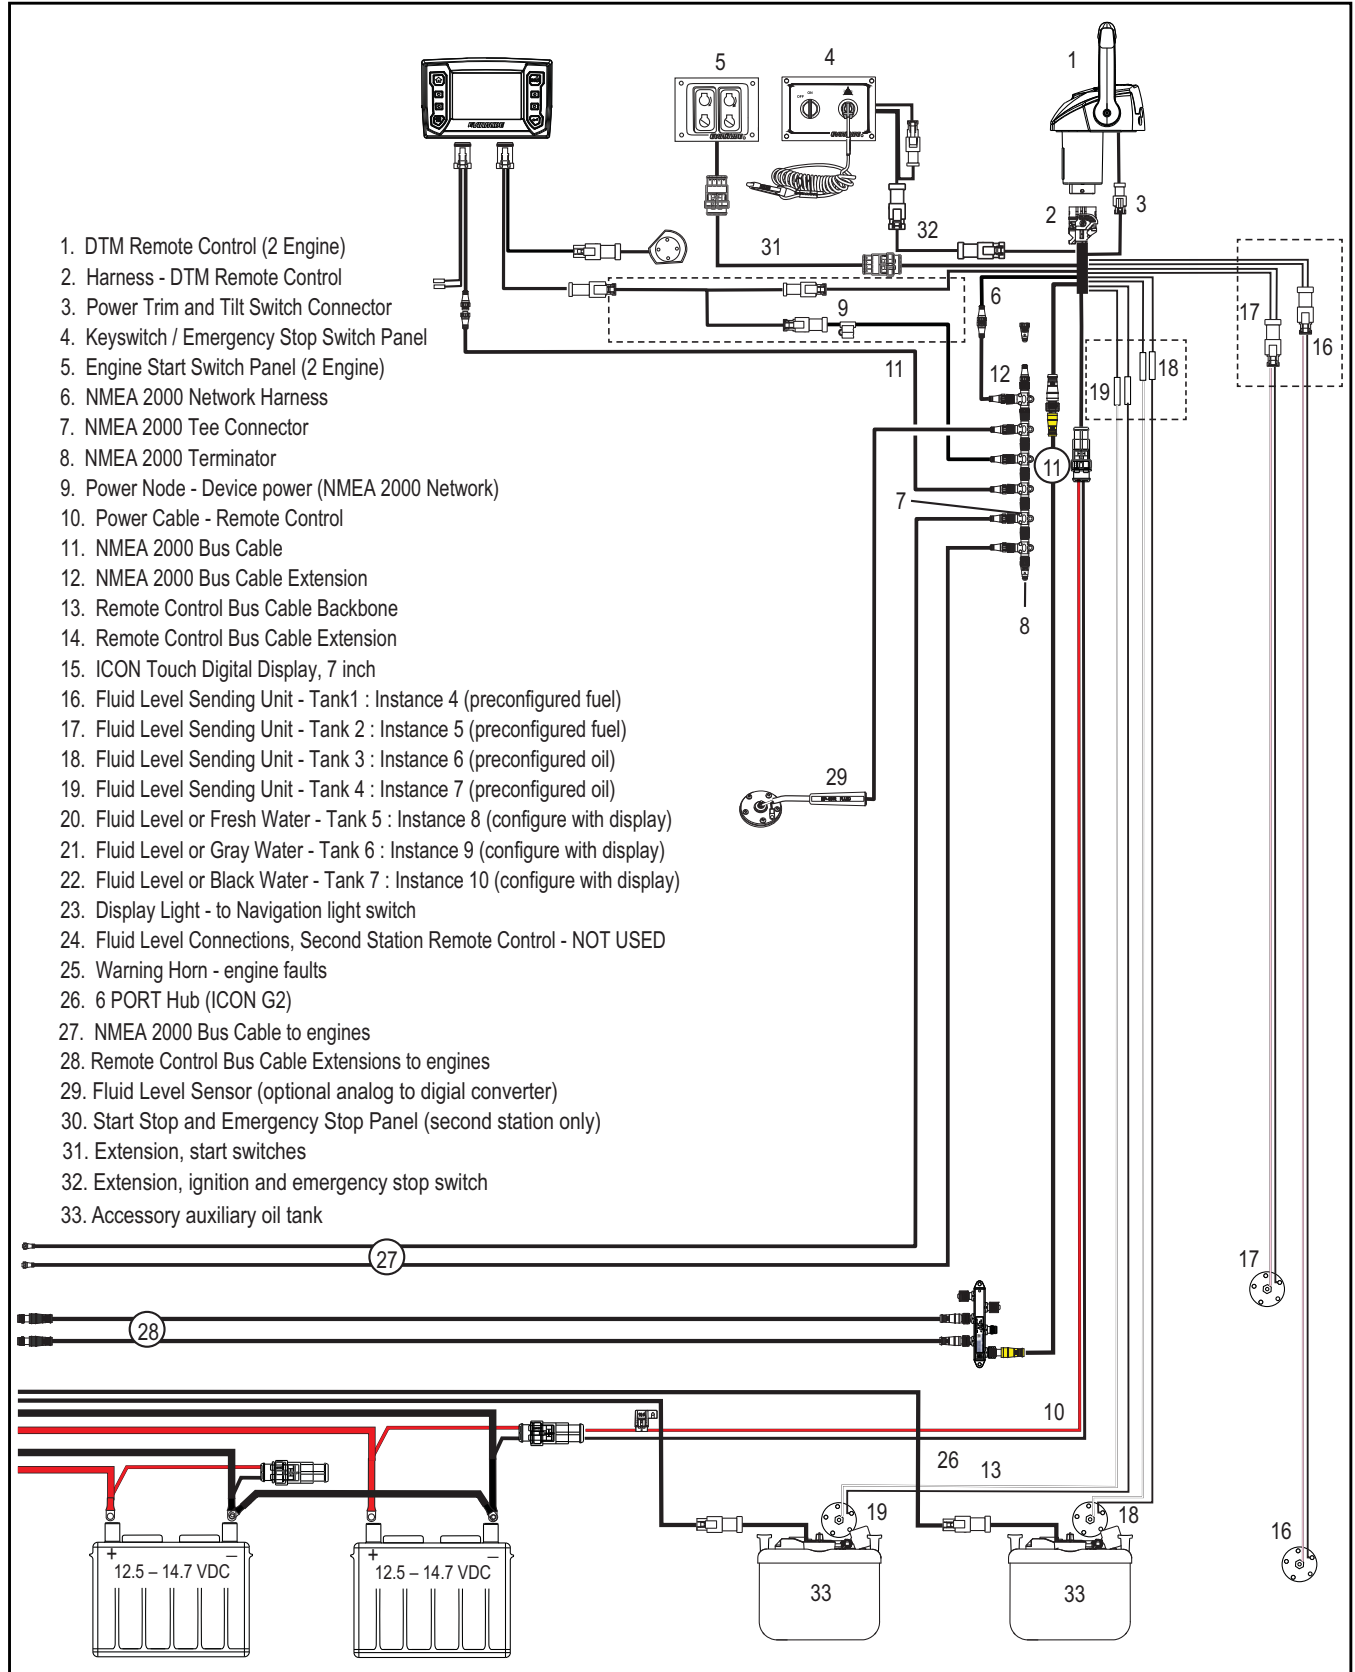 5
4
1
OFF
ON
EVINRUDE
EVINRUDE
EVINRUDE
2
3
32
31
1. DTM Remote Control (2 Engine)
2. Harness - DTM Remote Control
3. Power Trim and Tilt Switch Connector
4. Keyswitch / Emergency Stop Switch Panel
5. Engine Start Switch Panel (2 Engine)
6. NMEA 2000 Network Harness
7. NMEA 2000 Tee Connector
8. NMEA 2000 Terminator
9. Power Node - Device power (NMEA 2000 Network)
10. Power Cable - Remote Control
11. NMEA 2000 Bus Cable
12. NMEA 2000 Bus Cable Extension
13. Remote Control Bus Cable Backbone
14. Remote Control Bus Cable Extension
15. ICON Touch Digital Display, 7 inch
16. Fluid Level Sending Unit - Tank1 : Instance 4 (preconfigured fuel)
17. Fluid Level Sending Unit - Tank 2 : Instance 5 (preconfigured fuel)
18. Fluid Level Sending Unit - Tank 3 : Instance 6 (preconfigured oil)
19. Fluid Level Sending Unit - Tank 4 : Instance 7 (preconfigured oil)
20. Fluid Level or Fresh Water - Tank 5 : Instance 8 (configure with display)
21. Fluid Level or Gray Water - Tank 6 : Instance 9 (configure with display)
22. Fluid Level or Black Water - Tank 7 : Instance 10 (configure with display)
23. Display Light - to Navigation light switch
24. Fluid Level Connections, Second Station Remote Control - NOT USED
25. Warning Horn - engine faults
26. 6 PORT Hub (ICON G2)
27. NMEA 2000 Bus Cable to engines
28. Remote Control Bus Cable Extensions to engines
29. Fluid Level Sensor (optional analog to digial converter)
30. Start Stop and Emergency Stop Panel (second station only)
31. Extension, start switches
32. Extension, ignition and emergency stop switch
33. Accessory auxiliary oil tank
6
9
17
16
11
12
19
18
11
7
8
29
27
17
28
10
26
13
19
18
16
+
–
12.5 – 14.7 VDC
+
–
12.5 – 14.7 VDC
33
33